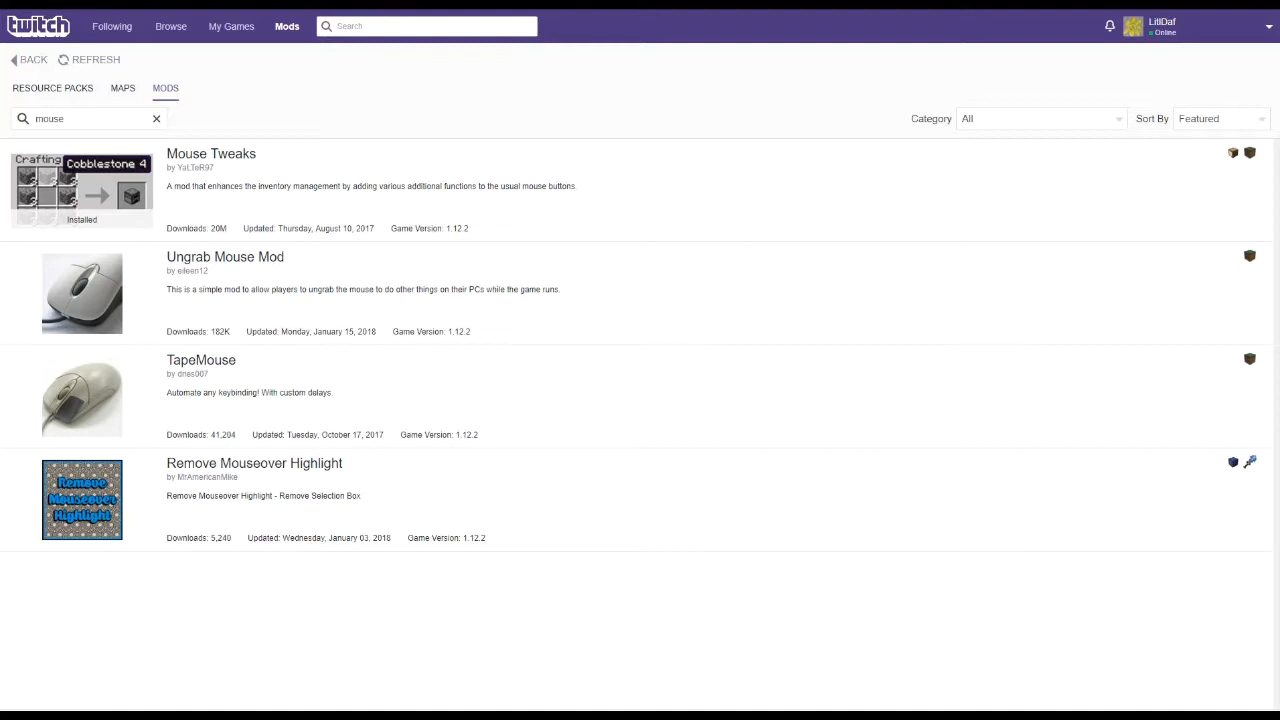 twitch Following Browse My Games Mods Search LitlDaf
Online
BACK REFRESH
RESOURCE PACKS MAPS MODS
mouse Category All Sort By Featured
Crafting Cobblestone 4
Installed
Mouse Tweaks
by YaLTeR97
A mod that enhances the inventory management by adding various additional functions to the usual mouse buttons.
Downloads: 20M Updated: Thursday, August 10, 2017 Game Version: 1.12.2
Ungrab Mouse Mod
by eileen12
This is a simple mod to allow players to ungrab the mouse to do other things on their PCs while the game runs.
Downloads: 182K Updated: Monday, January 15, 2018 Game Version: 1.12.2
TapeMouse
by dries007
Automate any keybinding! With custom delays.
Downloads: 41,204 Updated: Tuesday, October 17, 2017 Game Version: 1.12.2
Remove
Mouseover
Highlight
Remove Mouseover Highlight
by MrAmericanMike
Remove Mouseover Highlight - Remove Selection Box
Downloads: 5,240 Updated: Wednesday, January 03, 2018 Game Version: 1.12.2